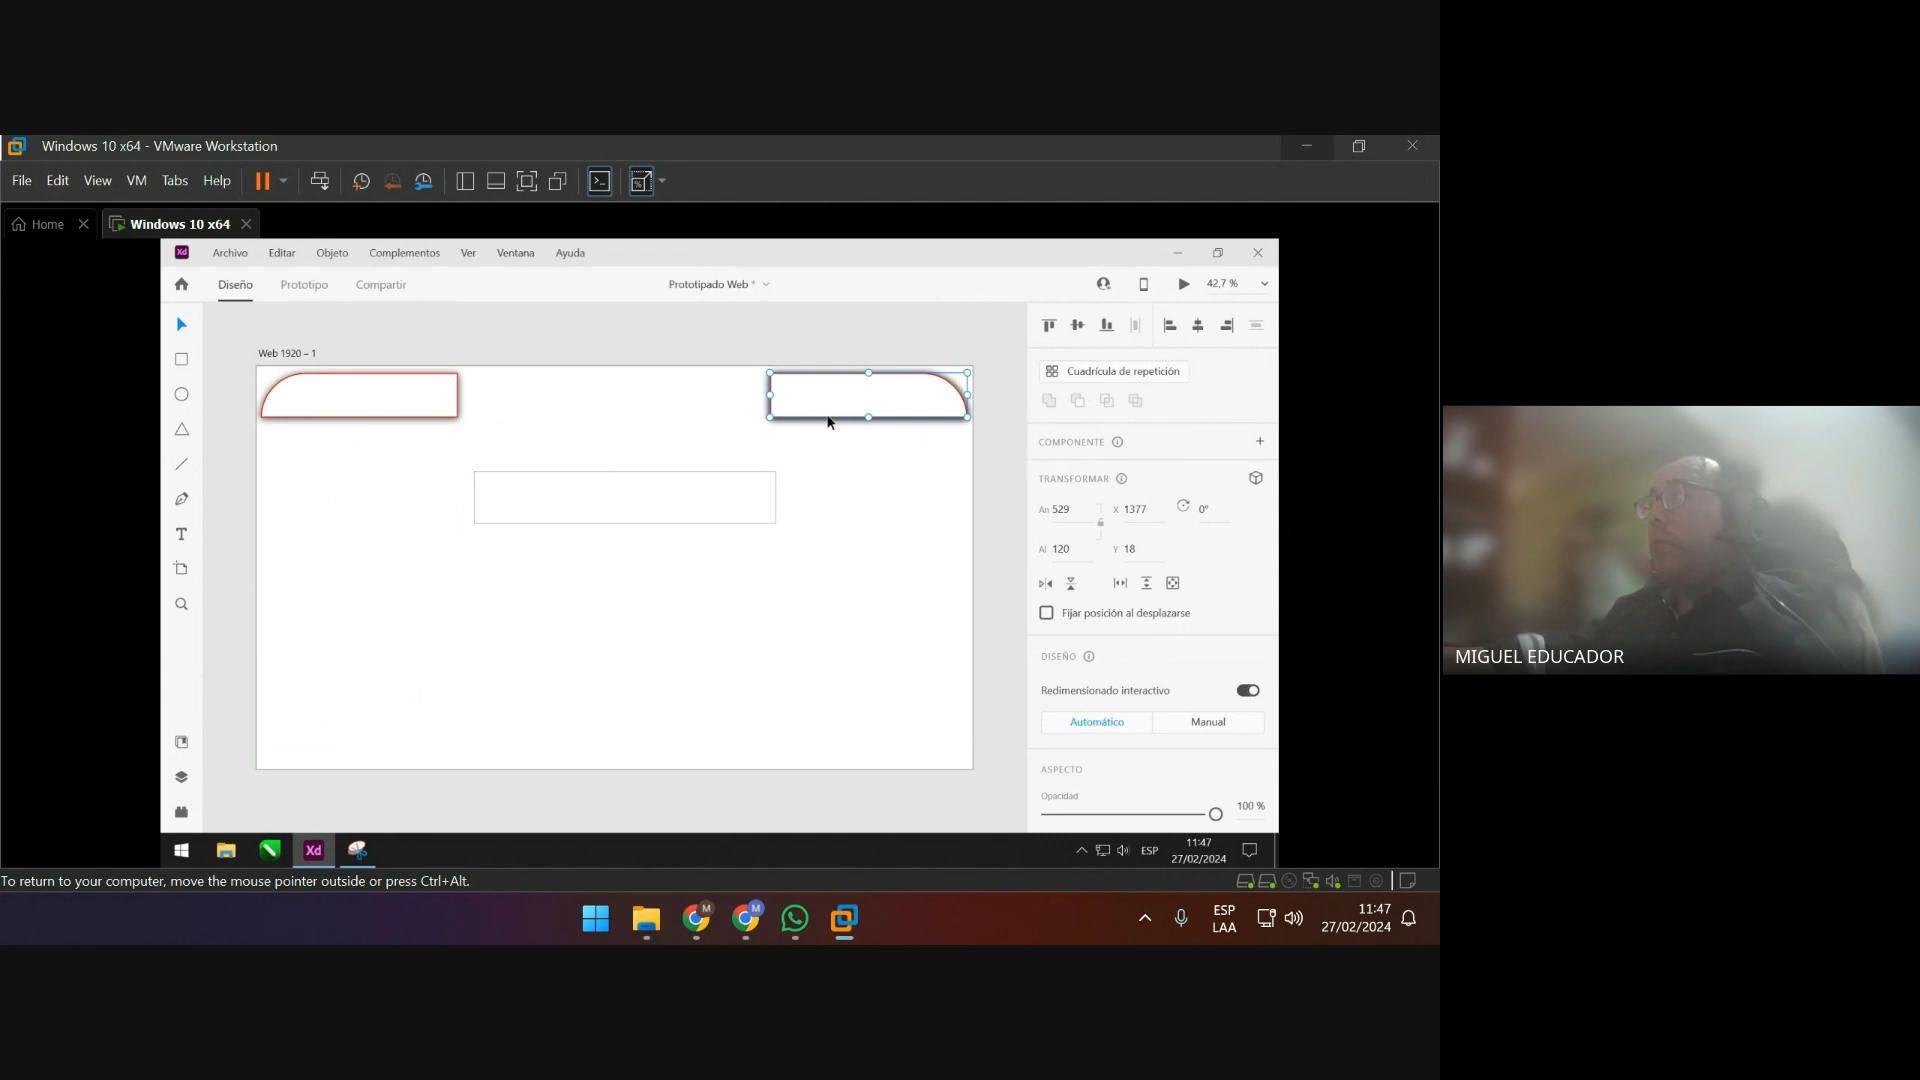 Windows 10 x64 - VMware Workstation
File Edit View VM Tabs Help
Home Windows 10 x64
Xd Archivo Editar Objeto Complementos Ver Ventana Ayuda
Diseño Prototipo Compartir Prototipado Web * 42,7 %
Web 1920 – 1
Cuadrícula de repetición
COMPONENTE
TRANSFORMAR
An 529 X 1377 0°
Al 120 Y 18
Fijar posición al desplazarse
DISEÑO
Redimensionado interactivo
Automático Manual
ASPECTO
Opacidad
100 %
Xd ESP 11:47
27/02/2024
To return to your computer, move the mouse pointer outside or press Ctrl+Alt.
M M ESP
LAA 11:47
27/02/2024
MIGUEL EDUCADOR